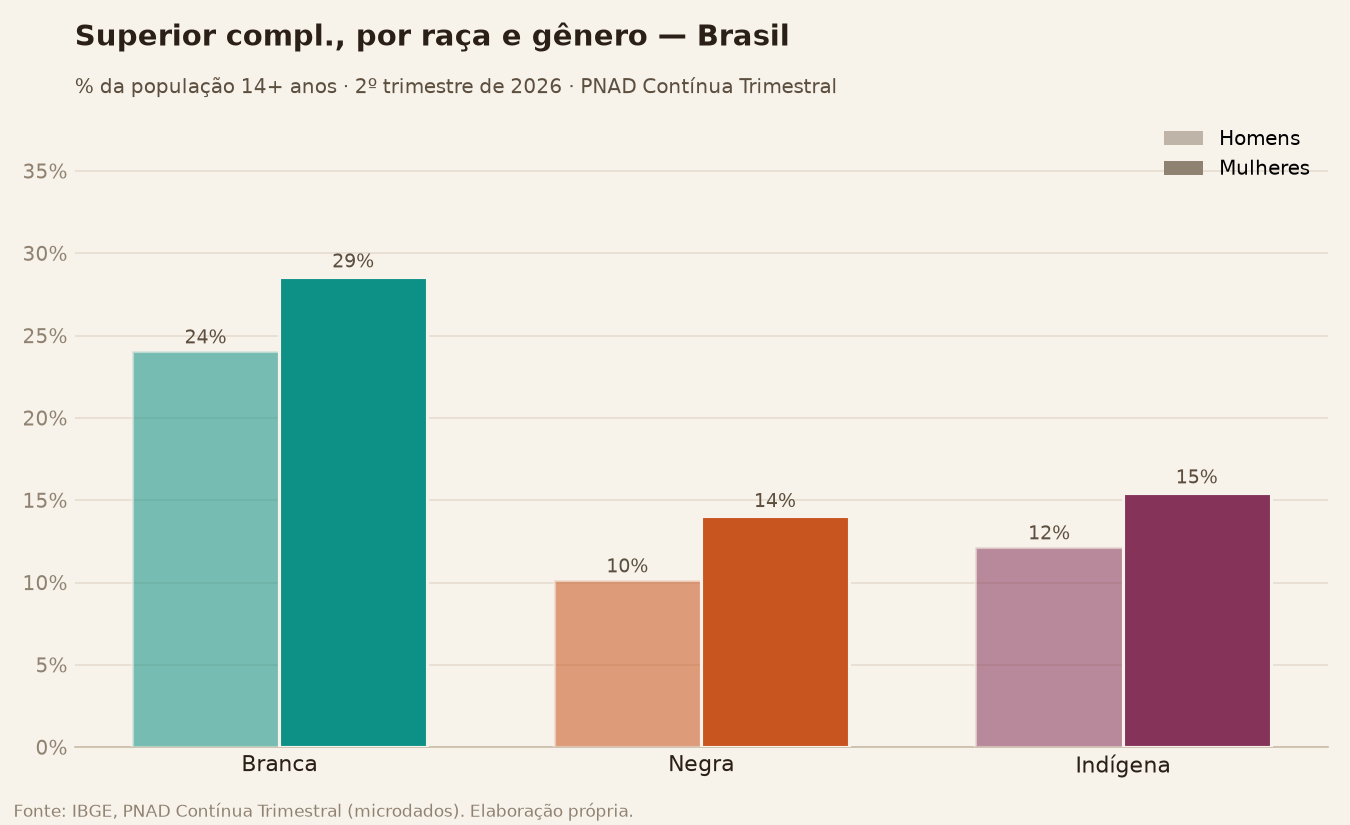 Superior compl., por raça e gênero — Brasil
% da população 14+ anos · 2º trimestre de 2026 · PNAD Contínua Trimestral
Homens
Mulheres
35%
30%
25%
20%
15%
10%
5%
0%
24%
29%
10%
14%
12%
15%
Branca
Negra
Indígena
Fonte: IBGE, PNAD Contínua Trimestral (microdados). Elaboração própria.